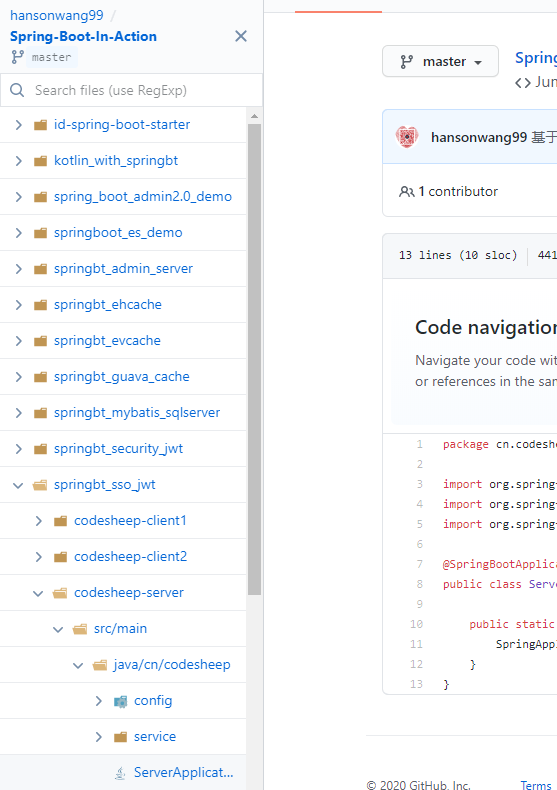 hansonwang99 /
Spring-Boot-In-Action
master
Search files (use RegExp)
id-spring-boot-starter
kotlin_with_springbt
spring_boot_admin2.0_demo
springboot_es_demo
springbt_admin_server
springbt_ehcache
springbt_evcache
springbt_guava_cache
springbt_mybatis_sqlserver
springbt_security_jwt
springbt_sso_jwt
codesheep-client1
codesheep-client2
codesheep-server
src/main
java/cn/codesheep
config
service
ServerApplicat...
master
Spring
<> Jun
hansonwang99 基于
1 contributor
13 lines (10 sloc) 441
Code navigation
Navigate your code wit
or references in the sam
1 package cn.codeshe
2
3 import org.spring
4 import org.spring
5 import org.spring
6
7 @SpringBootApplica
8 public class Serv
9
10 public static
11 SpringAppl
12 }
13 }
© 2020 GitHub, Inc.
Terms